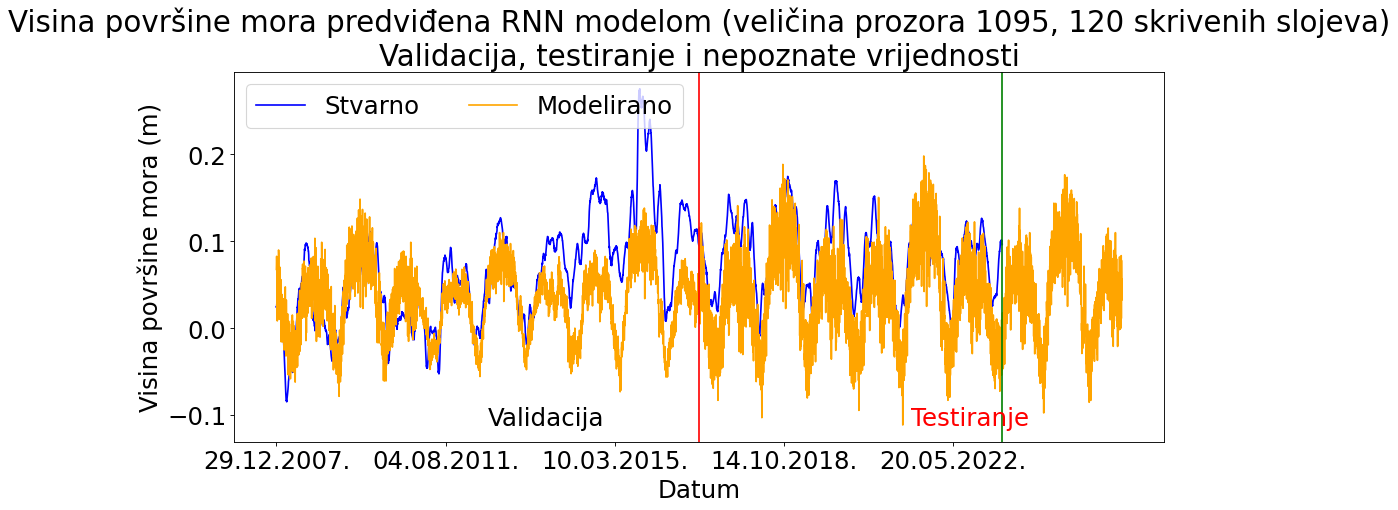 Visina površine mora predviđena RNN modelom (veličina prozora 1095, 120 skrivenih slojeva)
Validacija, testiranje i nepoznate vrijednosti
Stvarno Modelirano
Visina površine mora (m)
0.2
0.1
0.0
−0.1
Validacija Testiranje
29.12.2007. 04.08.2011. 10.03.2015. 14.10.2018. 20.05.2022.
Datum